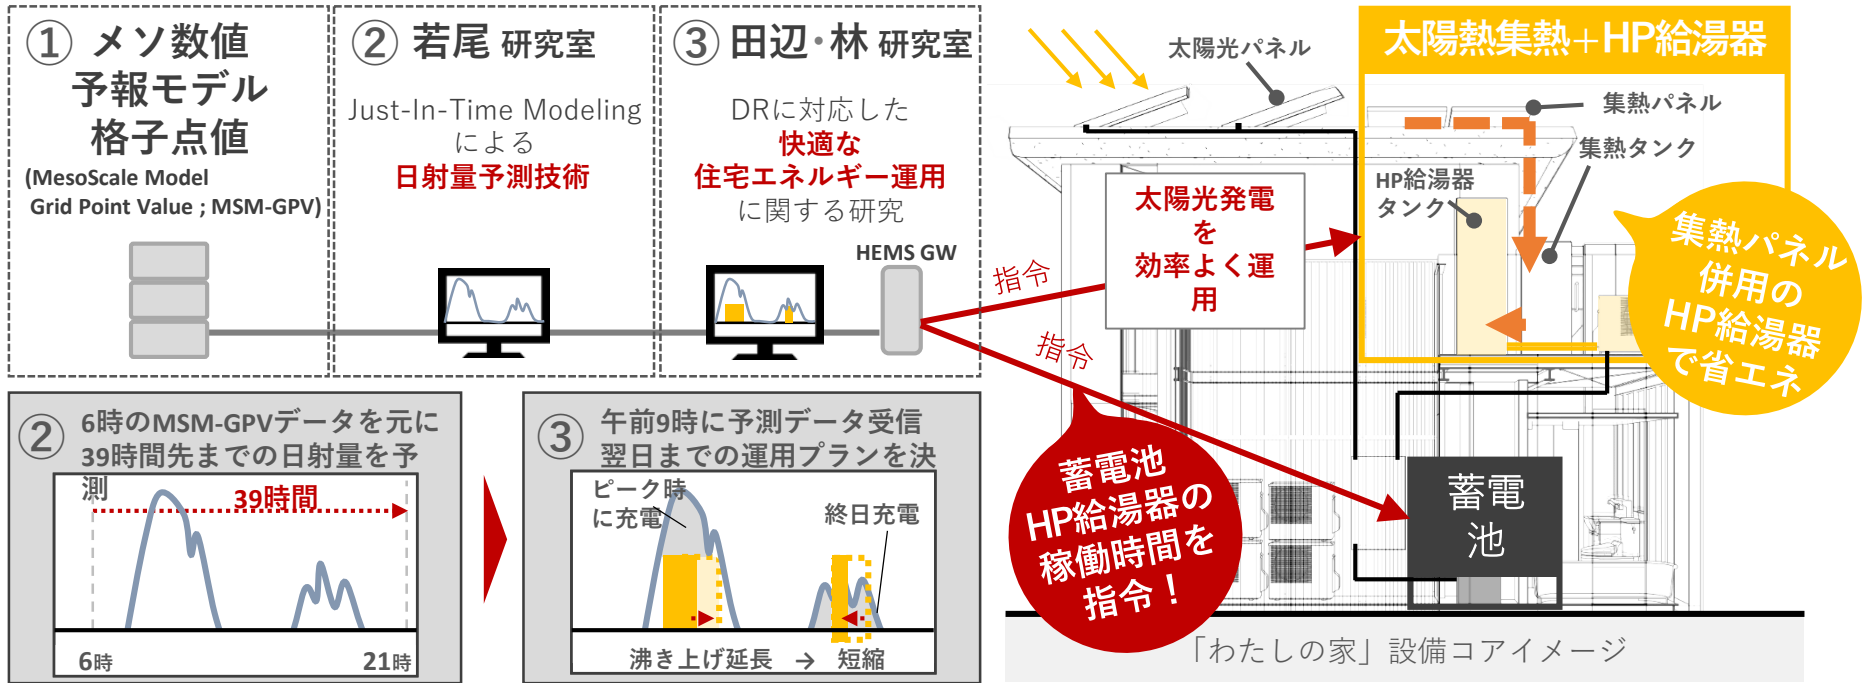 ① メソ数値
予報モデル
格子点値
(MesoScale Model
Grid Point Value ; MSM-GPV)
② 若尾 研究室
Just-In-Time Modeling
による
日射量予測技術
③ 田辺・林 研究室
DRに対応した
快適な
住宅エネルギー運用
に関する研究
HEMS GW
指令
指令
太陽光パネル
太陽熱集熱＋HP給湯器
集熱パネル
集熱タンク
HP給湯器
タンク
太陽光発電
を
効率よく運
用
集熱パネル
併用の
HP給湯器
で省エネ
② 6時のMSM-GPVデータを元に
39時間先までの日射量を予
測
39時間
6時
21時
③ 午前9時に予測データ受信
翌日までの運用プランを決
ピーク時
に充電
終日充電
沸き上げ延長 → 短縮
蓄電池
HP給湯器の
稼働時間を
指令！
蓄電
池
「わたしの家」設備コアイメージ